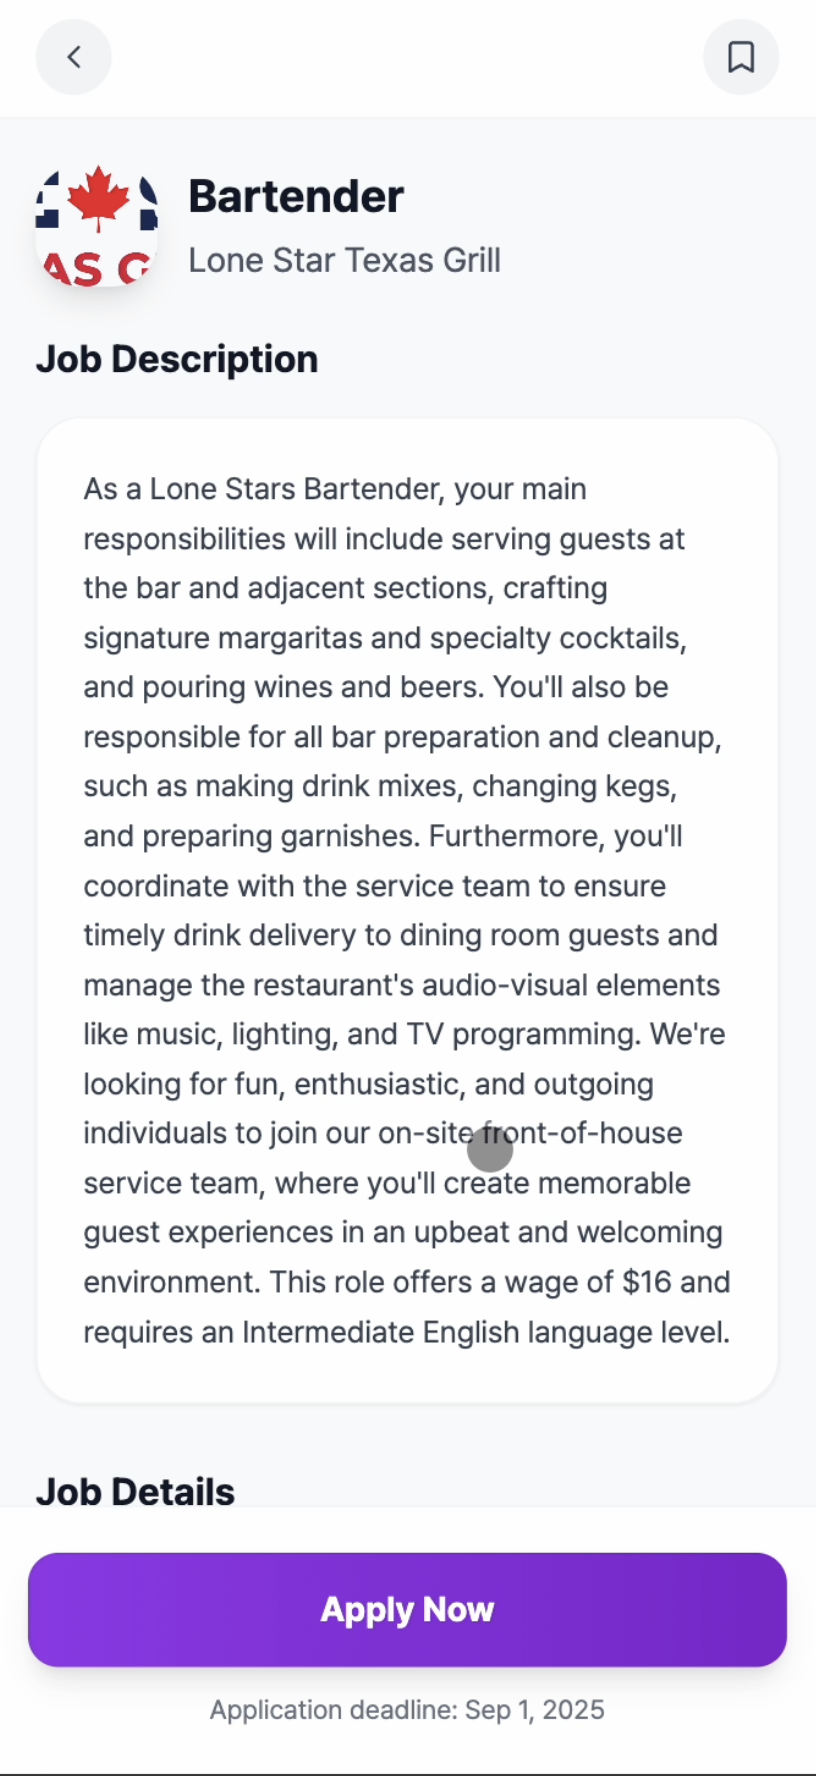 AS G
Bartender
Lone Star Texas Grill
Job Description
As a Lone Stars Bartender, your main
responsibilities will include serving guests at
the bar and adjacent sections, crafting
signature margaritas and specialty cocktails,
and pouring wines and beers. You'll also be
responsible for all bar preparation and cleanup,
such as making drink mixes, changing kegs,
and preparing garnishes. Furthermore, you'll
coordinate with the service team to ensure
timely drink delivery to dining room guests and
manage the restaurant's audio-visual elements
like music, lighting, and TV programming. We're
looking for fun, enthusiastic, and outgoing
individuals to join our on-site front-of-house
service team, where you'll create memorable
guest experiences in an upbeat and welcoming
environment. This role offers a wage of $16 and
requires an Intermediate English language level.
Job Details
Apply Now
Application deadline: Sep 1, 2025